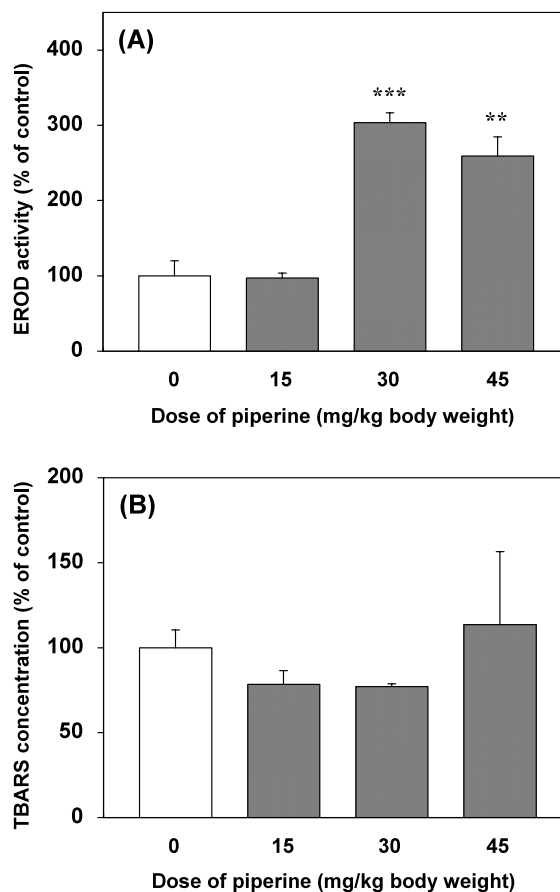 (A)
400
300
200
100
0
EROD activity (% of control)
***
**
0 15 30 45
Dose of piperine (mg/kg body weight)
(B)
200
150
100
50
0
TBARS concentration (% of control)
0 15 30 45
Dose of piperine (mg/kg body weight)